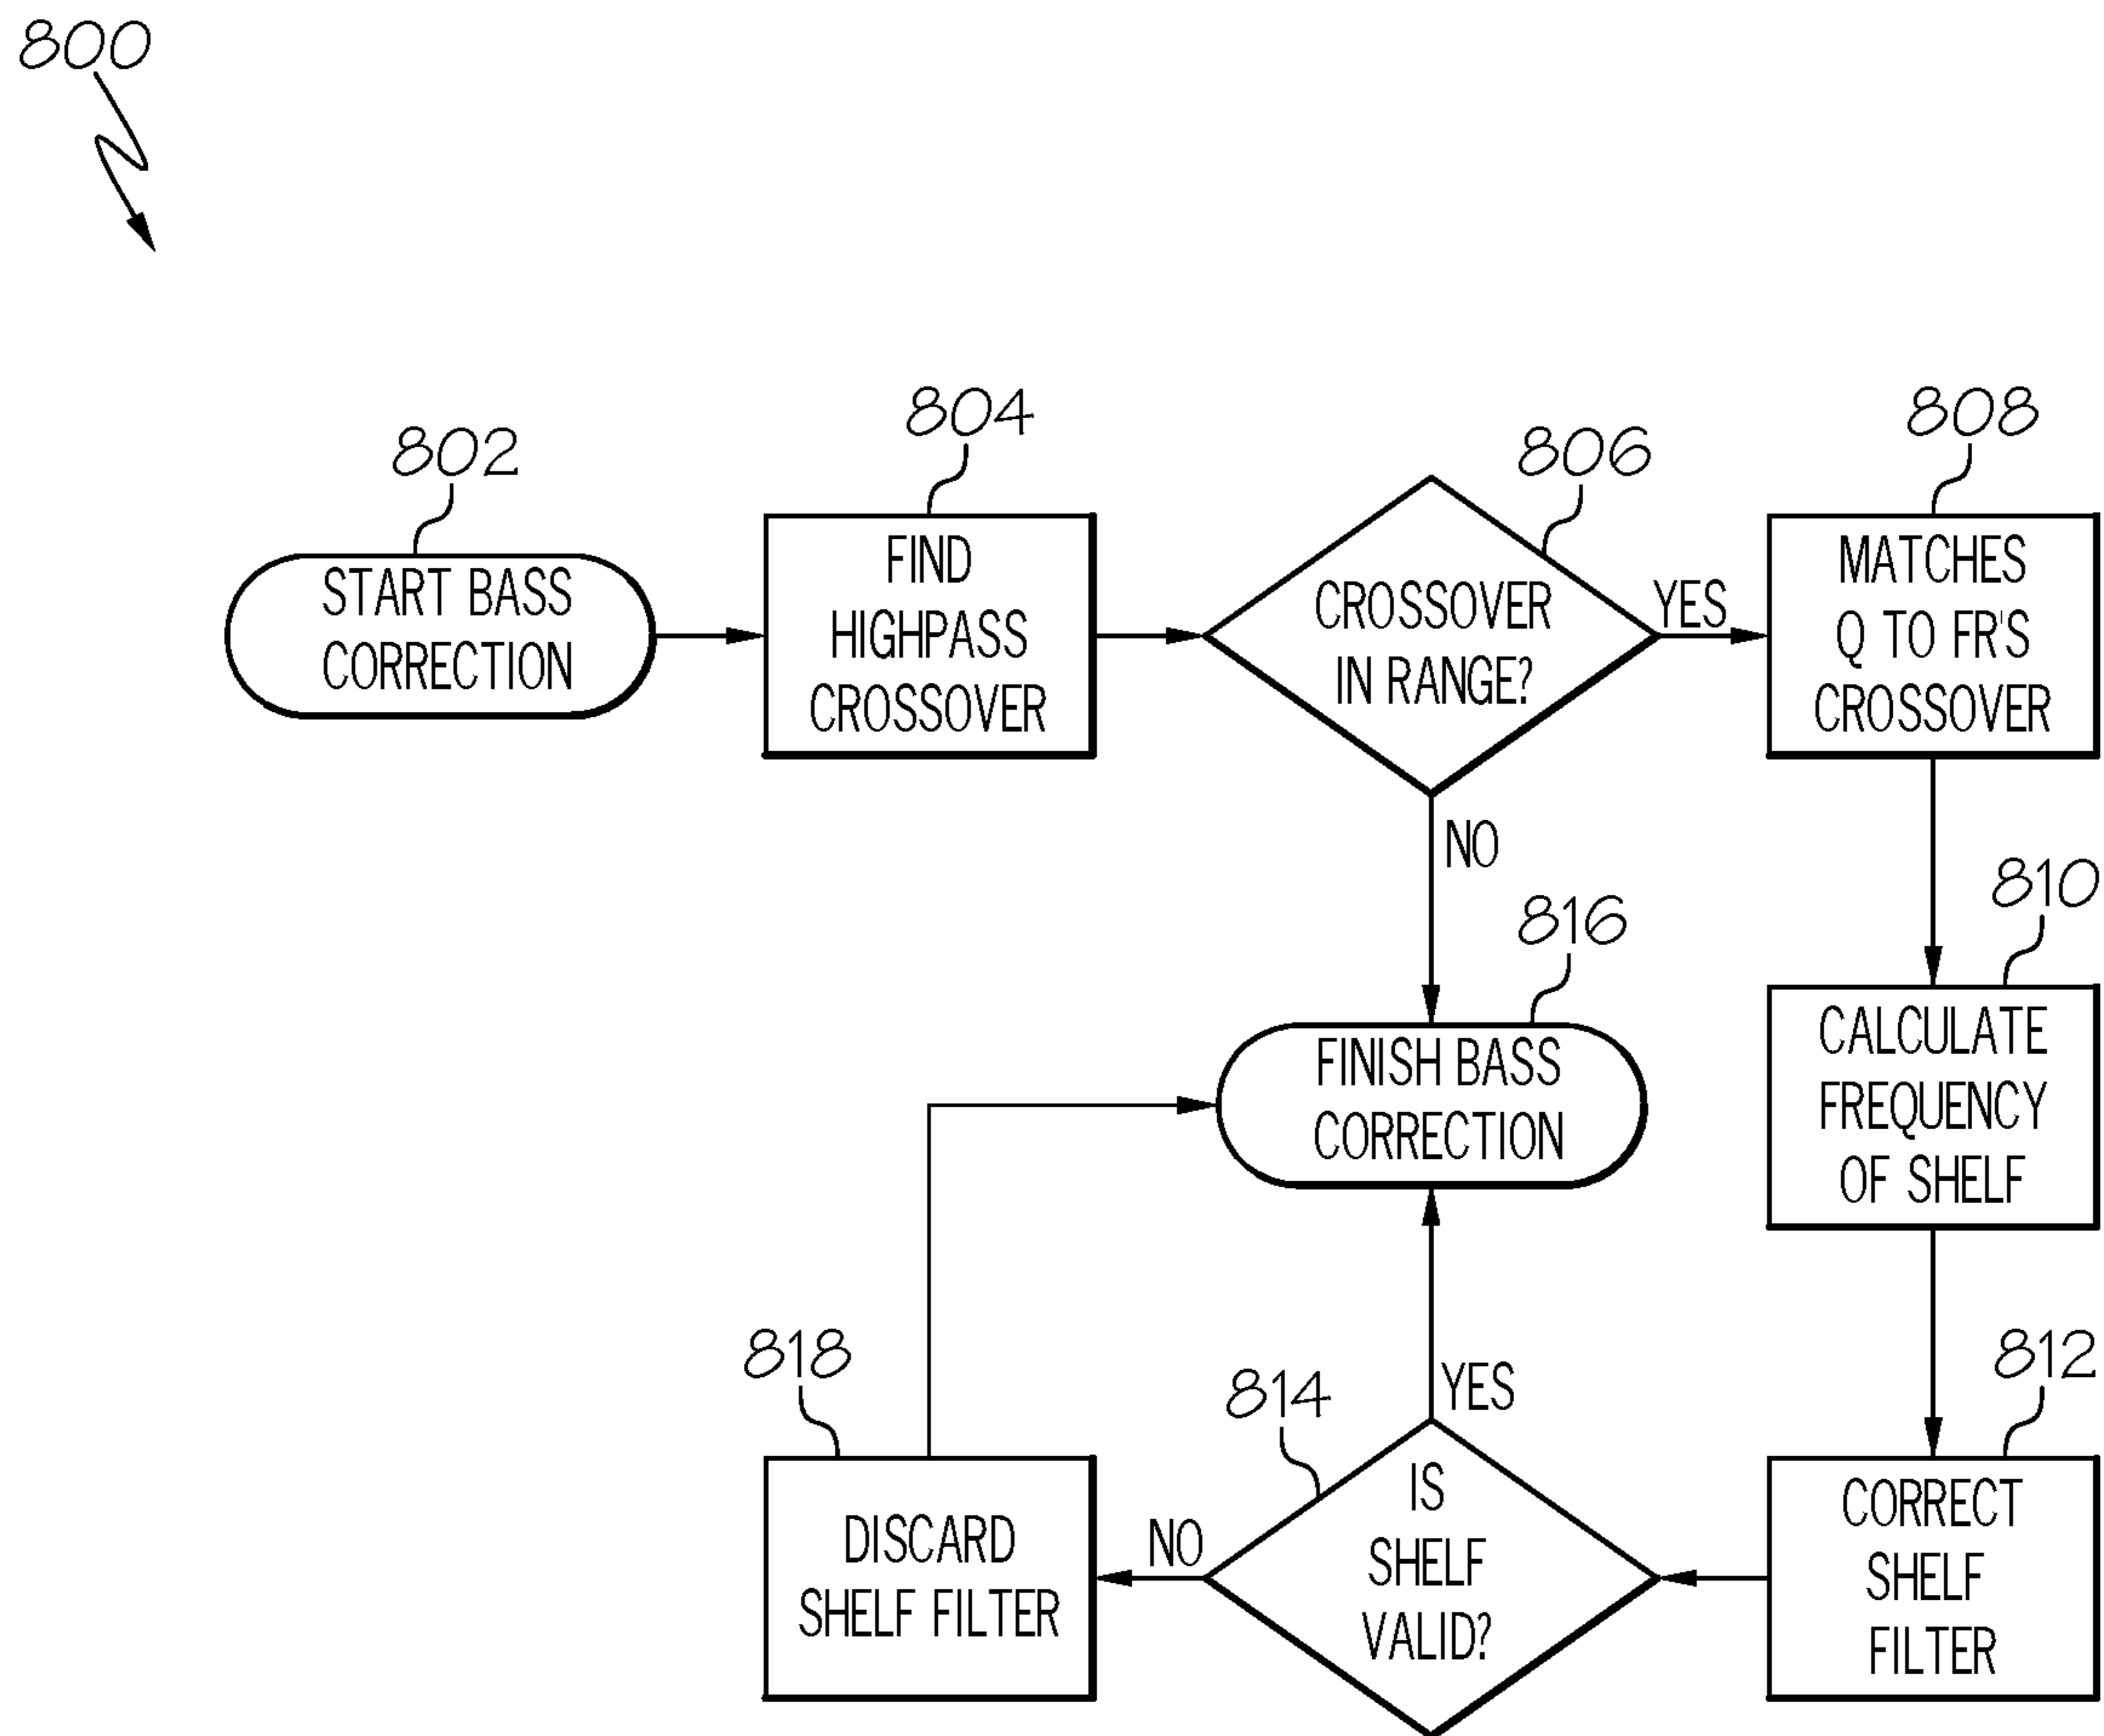 800
802
START BASS
CORRECTION
804
FIND
HIGHPASS
CROSSOVER
806
CROSSOVER
IN RANGE?
YES
NO
808
MATCHES
Q TO FR'S
CROSSOVER
810
CALCULATE
FREQUENCY
OF SHELF
812
CORRECT
SHELF
FILTER
814
IS
SHELF
VALID?
YES
NO
816
FINISH BASS
CORRECTION
818
DISCARD
SHELF FILTER